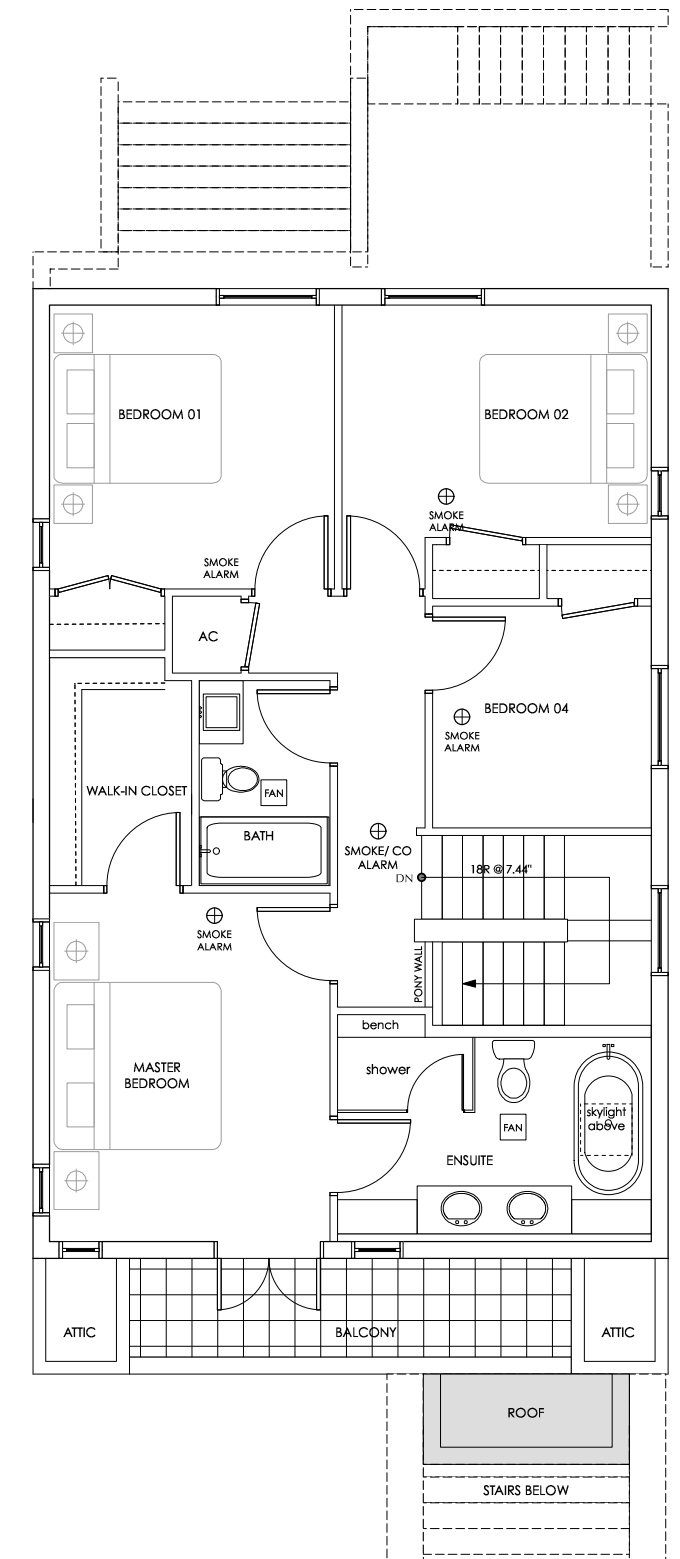 BEDROOM 01
BEDROOM 02
SMOKE
ALARM
SMOKE
ALARM
AC
BEDROOM 04
SMOKE
ALARM
WALK-IN CLOSET
FAN
BATH
SMOKE/ CO
ALARM
DN
18R @ 7.44"
SMOKE
ALARM
PONY WALL
bench
shower
MASTER
BEDROOM
skylight
above
FAN
ENSUITE
ATTIC
BALCONY
ATTIC
ROOF
STAIRS BELOW